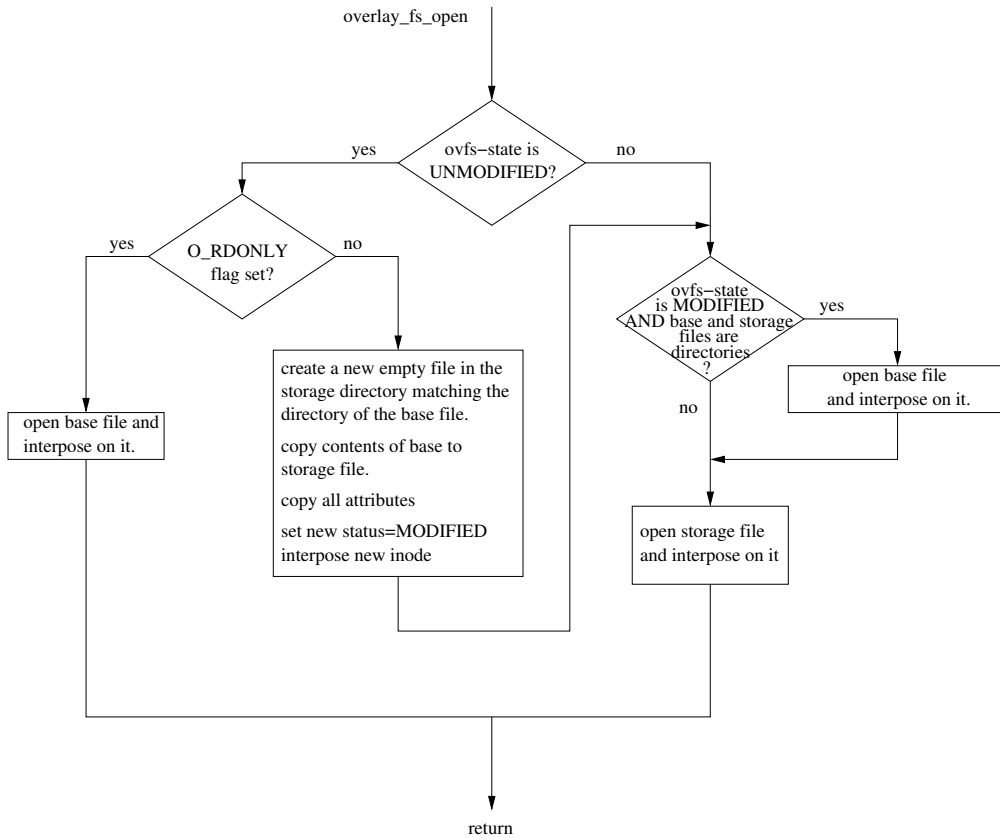 overlay_fs_open
ovfs−state is
UNMODIFIED?
yes
no
O_RDONLY
flag set?
yes
no
ovfs−state
is MODIFIED
AND base and storage
files are
directories
?
yes
no
create a new empty file in the
storage directory matching the
directory of the base file.
copy contents of base to
storage file.
copy all attributes
set new status=MODIFIED
interpose new inode
open base file
and interpose on it.
open base file and
interpose on it.
open storage file
and interpose on it
return